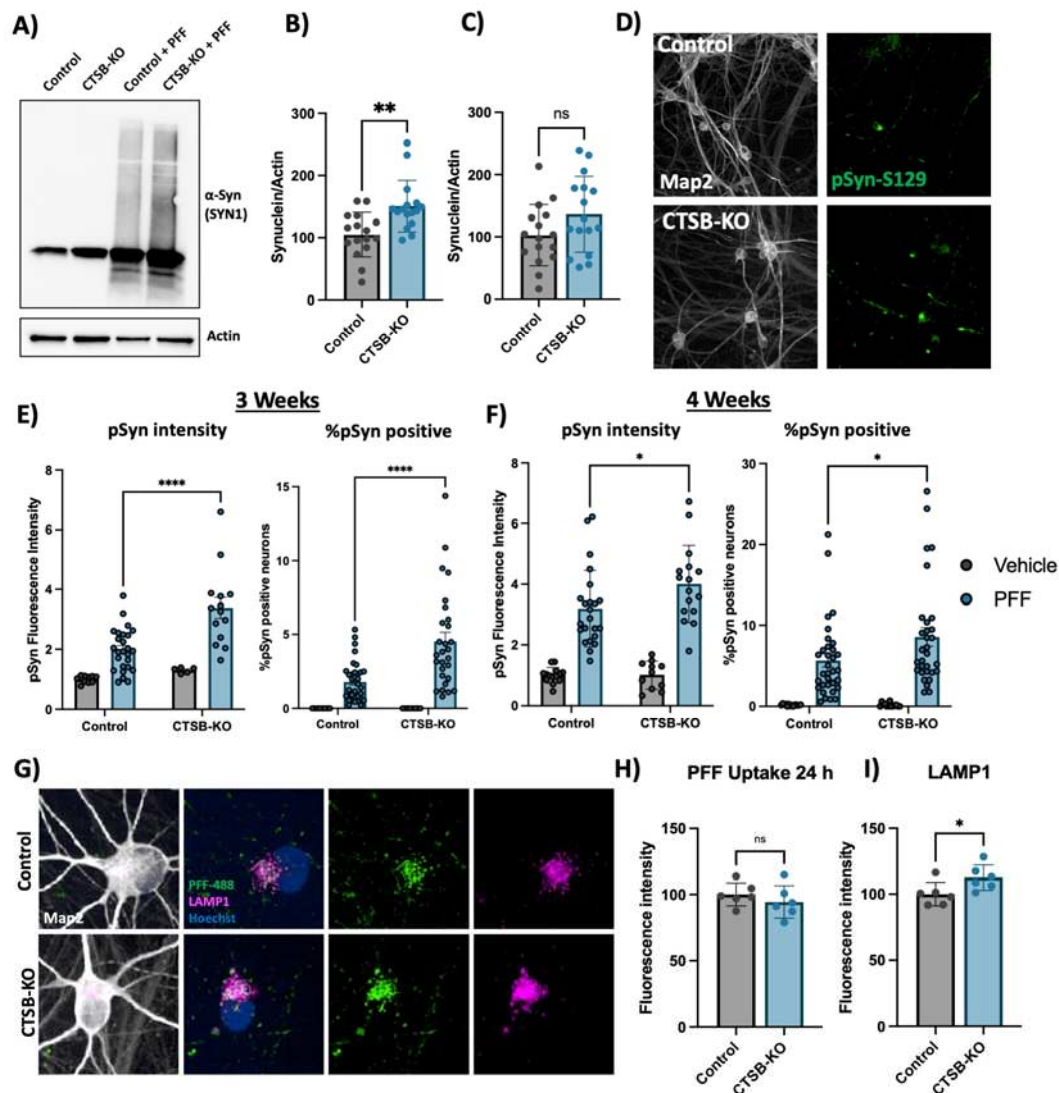 A)
Control
CTSB-KO
Control + PFF
CTSB-KO + PFF
α-Syn
(SYN1)
Actin
B)
**
300
200
100
0
Synuclein/Actin
Control
CTSB-KO
C)
ns
300
200
100
0
Synuclein/Actin
Control
CTSB-KO
D)
Control
Map2
pSyn-S129
CTSB-KO
E)
3 Weeks
pSyn intensity
****
8
6
4
2
0
pSyn Fluorescence Intensity
Control
CTSB-KO
%pSyn positive
****
15
10
5
0
%pSyn positive neurons
Control
CTSB-KO
F)
4 Weeks
pSyn intensity
*
8
6
4
2
0
pSyn Fluorescence Intensity
Control
CTSB-KO
%pSyn positive
*
30
20
10
0
%pSyn positive neurons
Control
CTSB-KO
Vehicle
PFF
G)
Control
Map2
PFF-488
LAMP1
Hoechst
CTSB-KO
H)
PFF Uptake 24 h
ns
150
100
50
0
Fluorescence intensity
Control
CTSB-KO
I)
LAMP1
*
150
100
50
0
Fluorescence intensity
Control
CTSB-KO